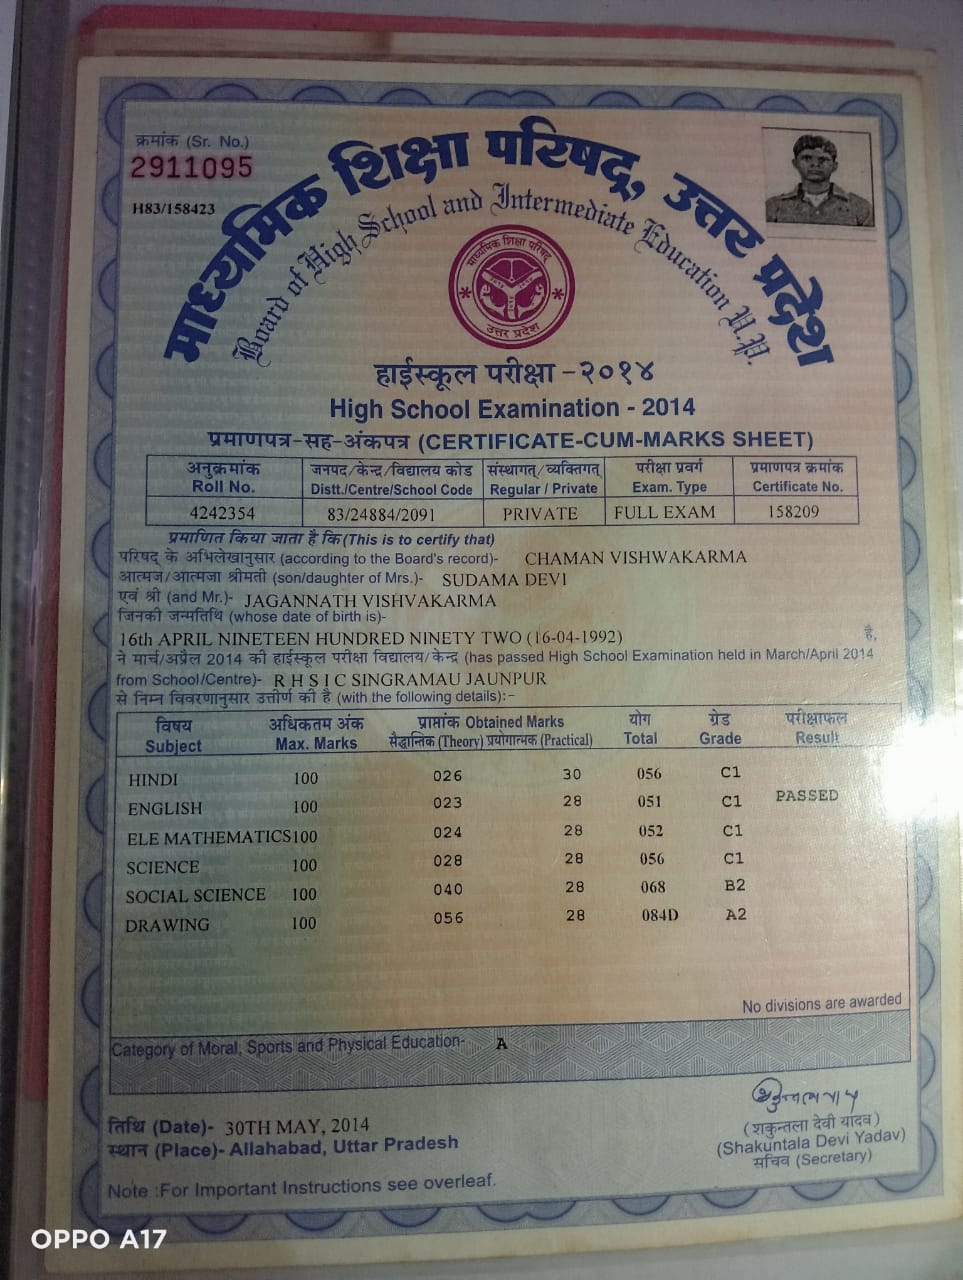 क्रमांक (Sr. No.)
2911095
H83/158423
माध्यमिक शिक्षा परिषद्, उत्तर प्रदेश
Board of High School and Intermediate Education U.P.
माध्यमिक शिक्षा परिषद
उत्तर प्रदेश
हाईस्कूल परीक्षा -२०१४
High School Examination - 2014
प्रमाणपत्र-सह-अंकपत्र (CERTIFICATE-CUM-MARKS SHEET)
अनुक्रमांक जनपद/केन्द्र/विद्यालय कोड संस्थागत/व्यक्तिगत् परीक्षा प्रवर्ग प्रमाणपत्र क्रमांक
Roll No. Distt./Centre/School Code Regular / Private Exam. Type Certificate No.
4242354 83/24884/2091 PRIVATE FULL EXAM 158209
प्रमाणित किया जाता है कि (This is to certify that)
परिषद् के अभिलेखानुसार (according to the Board's record)- CHAMAN VISHWAKARMA
आत्मज/आत्मजा श्रीमती (son/daughter of Mrs.)- SUDAMA DEVI
एवं श्री (and Mr.)- JAGANNATH VISHVAKARMA
जिनकी जन्मतिथि (whose date of birth is)-
16th APRIL NINETEEN HUNDRED NINETY TWO (16-04-1992) है,
ने मार्च/अप्रैल 2014 की हाईस्कूल परीक्षा विद्यालय/केन्द्र (has passed High School Examination held in March/April 2014
from School/Centre)- R H S I C SINGRAMAU JAUNPUR
से निम्न विवरणानुसार उत्तीर्ण की है (with the following details):-
विषय अधिकतम अंक प्राप्तांक Obtained Marks योग ग्रेड परीक्षाफल
Subject Max. Marks सैद्धान्तिक (Theory) प्रयोगात्मक (Practical) Total Grade Result
HINDI 100 026 30 056 C1
ENGLISH 100 023 28 051 C1 PASSED
ELE MATHEMATICS 100 024 28 052 C1
SCIENCE 100 028 28 056 C1
SOCIAL SCIENCE 100 040 28 068 B2
DRAWING 100 056 28 084D A2
No divisions are awarded
Category of Moral, Sports and Physical Education- A
तिथि (Date)- 30TH MAY, 2014
स्थान (Place)- Allahabad, Uttar Pradesh
(शकुन्तला देवी यादव)
(Shakuntala Devi Yadav)
सचिव (Secretary)
Note :For Important Instructions see overleaf.
OPPO A17